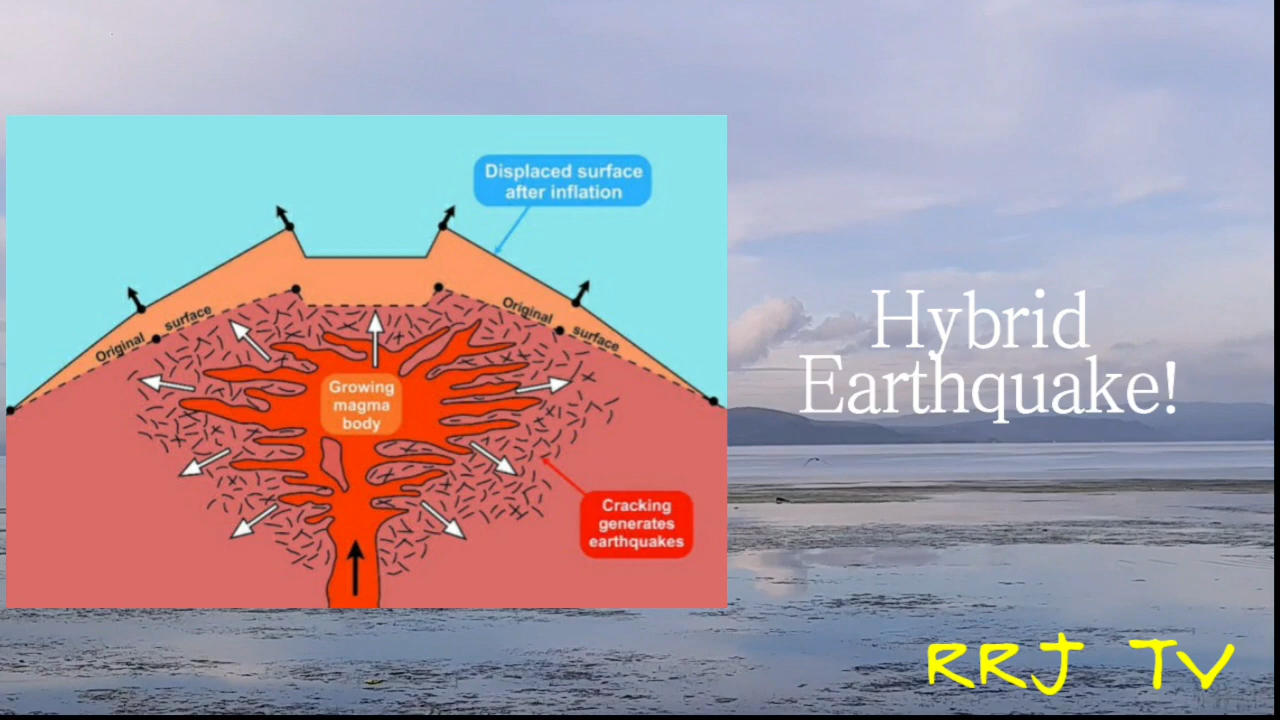 Displaced surface
after inflation
Original surface
Original surface
Growing
magma
body
Cracking
generates
earthquakes
Hybrid
Earthquake!
RRJ TV